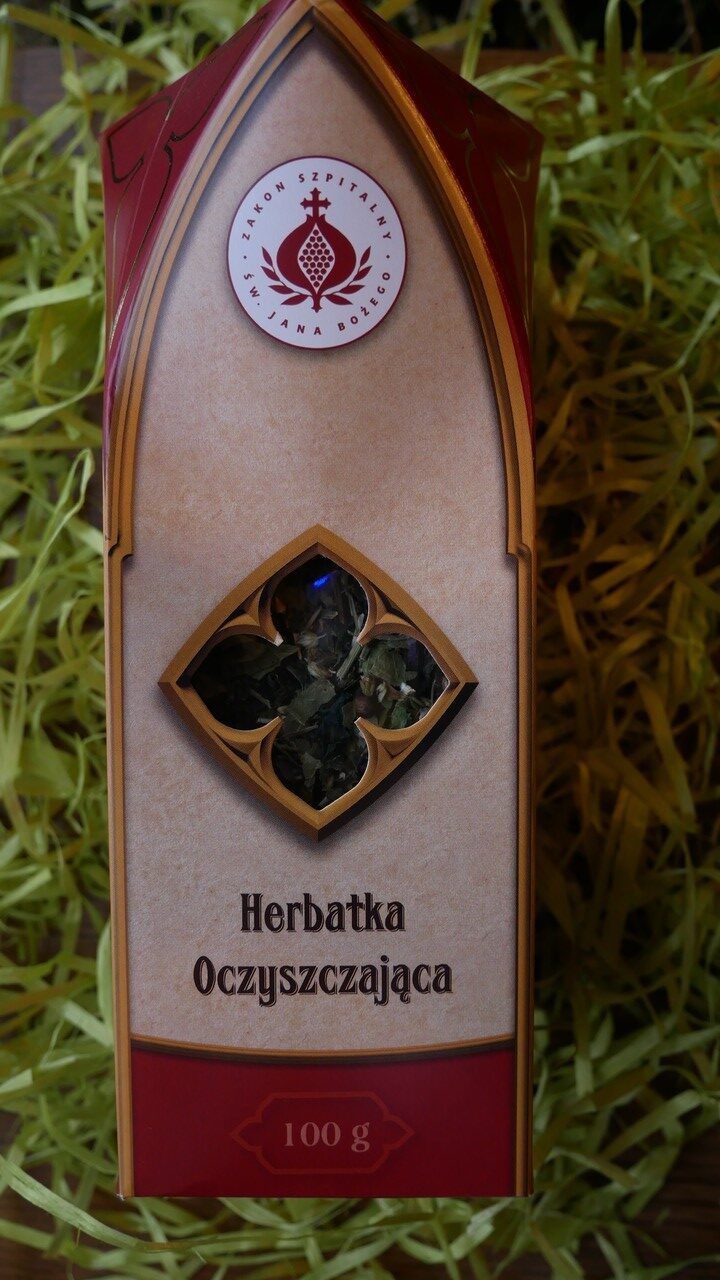 ZAKON SZPITALNY
ŚW. JANA BOŻEGO
Herbatka
Oczyszczająca
100 g